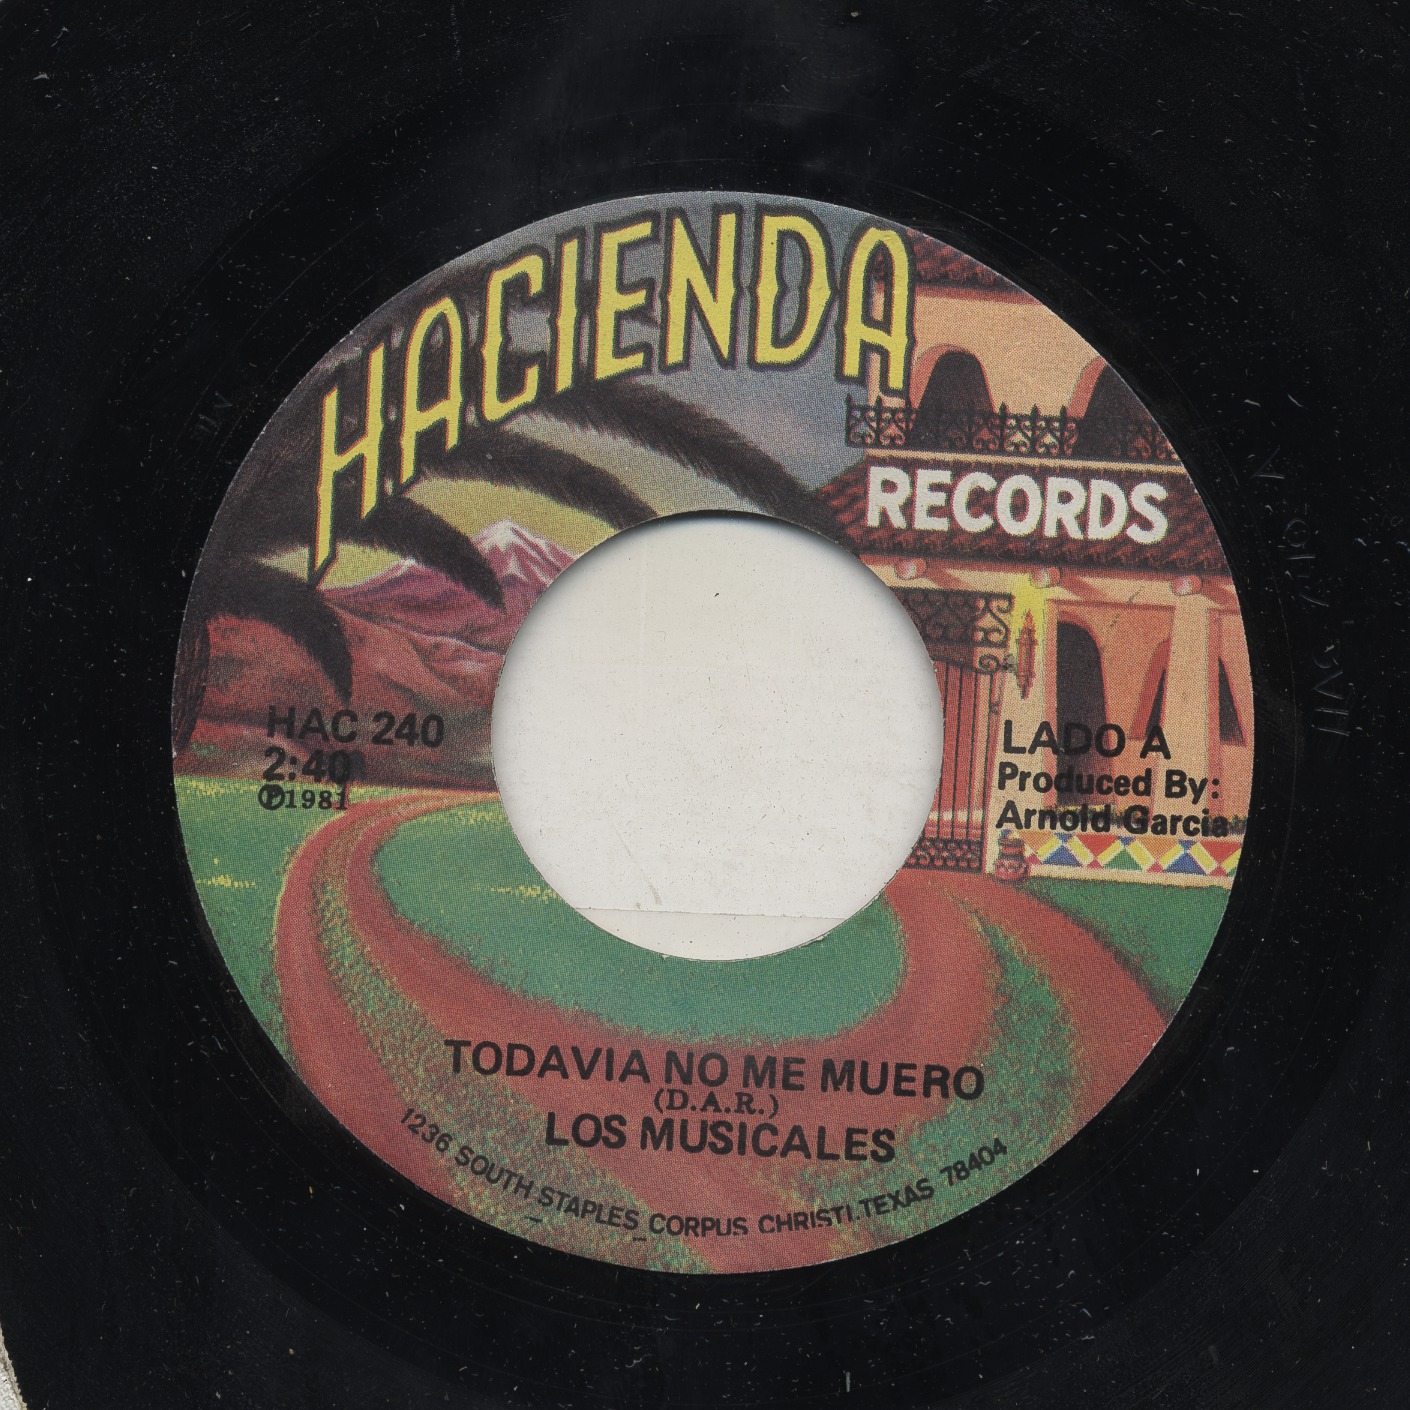 HACIENDA
RECORDS
HAC 240
2:40
℗1981
LADO A
Produced By:
Arnold Garcia
TODAVIA NO ME MUERO
(D.A.R.)
LOS MUSICALES
1236 SOUTH STAPLES CORPUS CHRISTI, TEXAS 78404